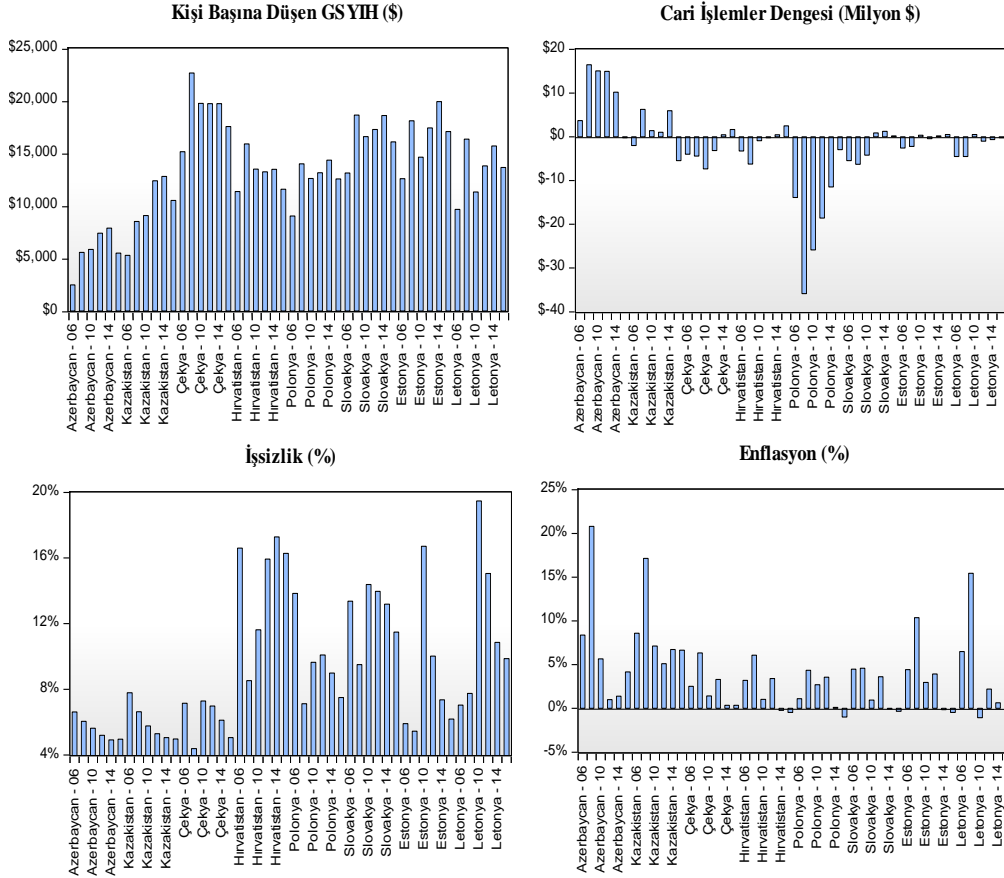 Kişi Başına Düşen GSYIH ($)
$25,000
$20,000
$15,000
$10,000
$5,000
$0
Azerbaycan - 06
Azerbaycan - 10
Azerbaycan - 14
Kazakistan - 06
Kazakistan - 10
Kazakistan - 14
Çekya - 06
Çekya - 10
Çekya - 14
Hırvatistan - 06
Hırvatistan - 10
Hırvatistan - 14
Polonya - 06
Polonya - 10
Polonya - 14
Slovakya - 06
Slovakya - 10
Slovakya - 14
Estonya - 06
Estonya - 10
Estonya - 14
Letonya - 06
Letonya - 10
Letonya - 14
Cari İşlemler Dengesi (Milyon $)
$20
$10
$0
$-10
$-20
$-30
$-40
Azerbaycan - 06
Azerbaycan - 10
Azerbaycan - 14
Kazakistan - 06
Kazakistan - 10
Kazakistan - 14
Çekya - 06
Çekya - 10
Çekya - 14
Hırvatistan - 06
Hırvatistan - 10
Hırvatistan - 14
Polonya - 06
Polonya - 10
Polonya - 14
Slovakya - 06
Slovakya - 10
Slovakya - 14
Estonya - 06
Estonya - 10
Estonya - 14
Letonya - 06
Letonya - 10
Letonya - 14
İşsizlik (%)
20%
16%
12%
8%
4%
Azerbaycan - 06
Azerbaycan - 10
Azerbaycan - 14
Kazakistan - 06
Kazakistan - 10
Kazakistan - 14
Çekya - 06
Çekya - 10
Çekya - 14
Hırvatistan - 06
Hırvatistan - 10
Hırvatistan - 14
Polonya - 06
Polonya - 10
Polonya - 14
Slovakya - 06
Slovakya - 10
Slovakya - 14
Estonya - 06
Estonya - 10
Estonya - 14
Letonya - 06
Letonya - 10
Letonya - 14
Enflasyon (%)
25%
20%
15%
10%
5%
0%
-5%
Azerbaycan - 06
Azerbaycan - 10
Azerbaycan - 14
Kazakistan - 06
Kazakistan - 10
Kazakistan - 14
Çekya - 06
Çekya - 10
Çekya - 14
Hırvatistan - 06
Hırvatistan - 10
Hırvatistan - 14
Polonya - 06
Polonya - 10
Polonya - 14
Slovakya - 06
Slovakya - 10
Slovakya - 14
Estonya - 06
Estonya - 10
Estonya - 14
Letonya - 06
Letonya - 10
Letonya - 14